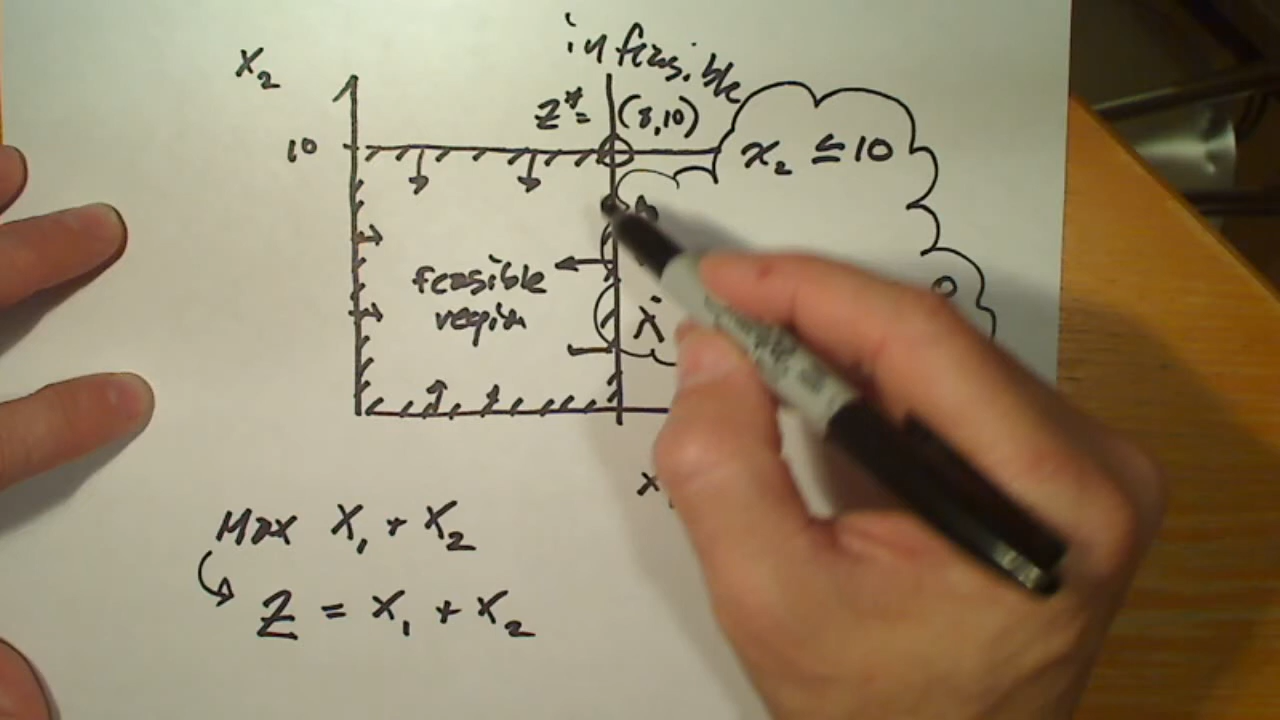 infeasible
x₂
z* = (8,10)
10
x₂ ≤ 10
feasible
region
Max x₁ + x₂
Z = x₁ + x₂